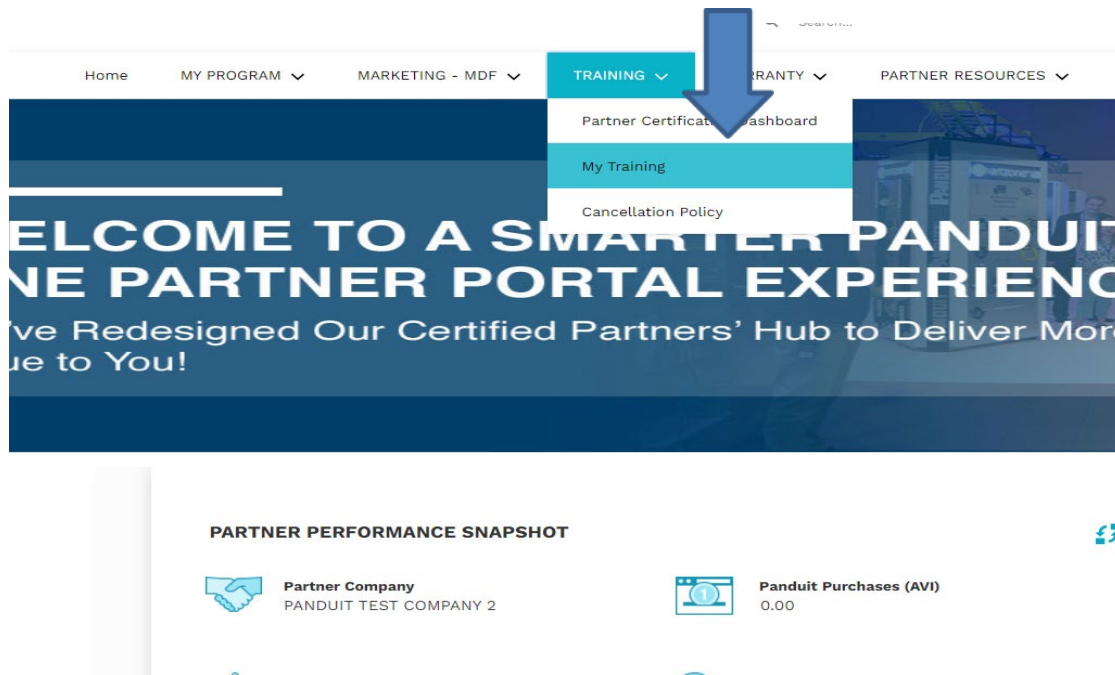 Search...
Home MY PROGRAM MARKETING - MDF TRAINING RRANTY PARTNER RESOURCES
Partner Certificati Dashboard
My Training
Cancellation Policy
ELCOME TO A SMARTER PANDUIT
NE PARTNER PORTAL EXPERIENC
've Redesigned Our Certified Partners' Hub to Deliver More
ue to You!
PARTNER PERFORMANCE SNAPSHOT
Partner Company
PANDUIT TEST COMPANY 2
Panduit Purchases (AVI)
0.00